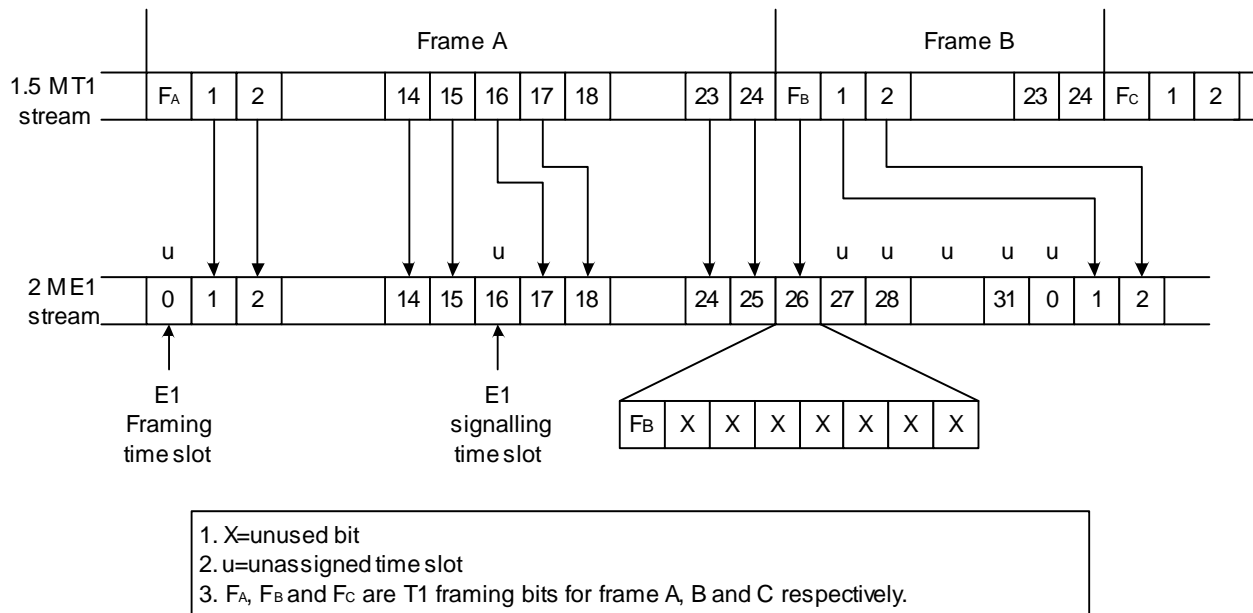 Frame A
Frame B
1.5 M T1
stream
FA 1 2 14 15 16 17 18 23 24 FB 1 2 23 24 FC 1 2
u u u u u u u
2 M E1
stream
0 1 2 14 15 16 17 18 24 25 26 27 28 31 0 1 2
E1
Framing
time slot
E1
signalling
time slot
FB X X X X X X X
1. X=unused bit
2. u=unassigned time slot
3. FA, FB and FC are T1 framing bits for frame A, B and C respectively.